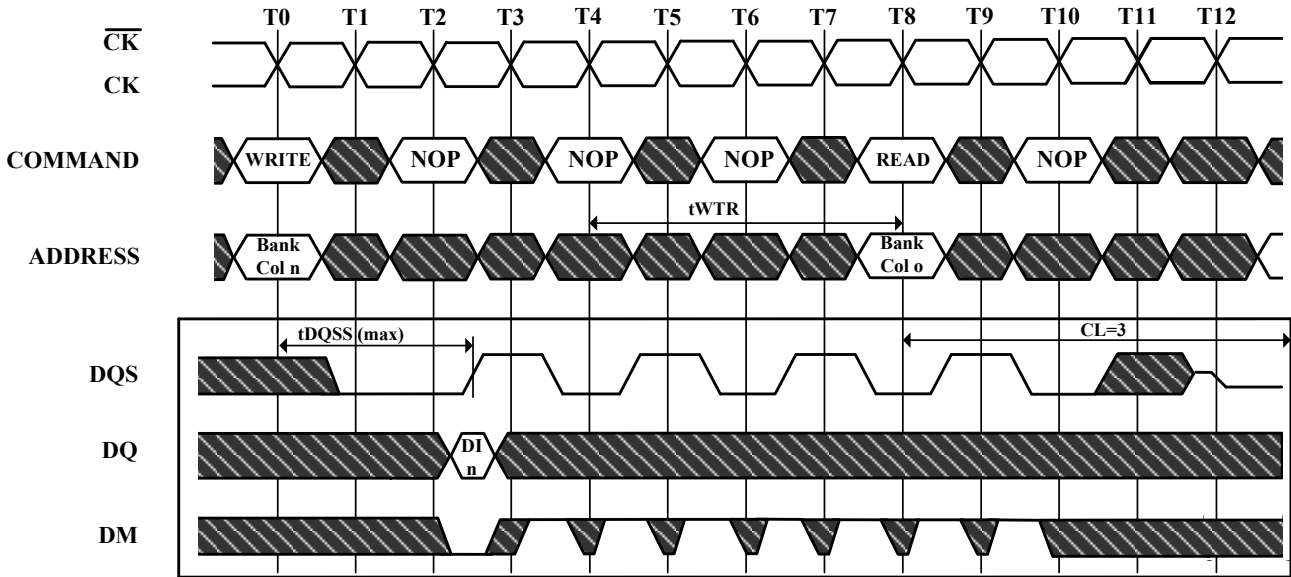 T0 T1 T2 T3 T4 T5 T6 T7 T8 T9 T10 T11 T12
CK
CK
COMMAND
WRITE NOP NOP NOP READ NOP
tWTR
ADDRESS
Bank Col n
Bank Col o
tDQSS (max)
CL=3
DQS
DQ
DI n
DM